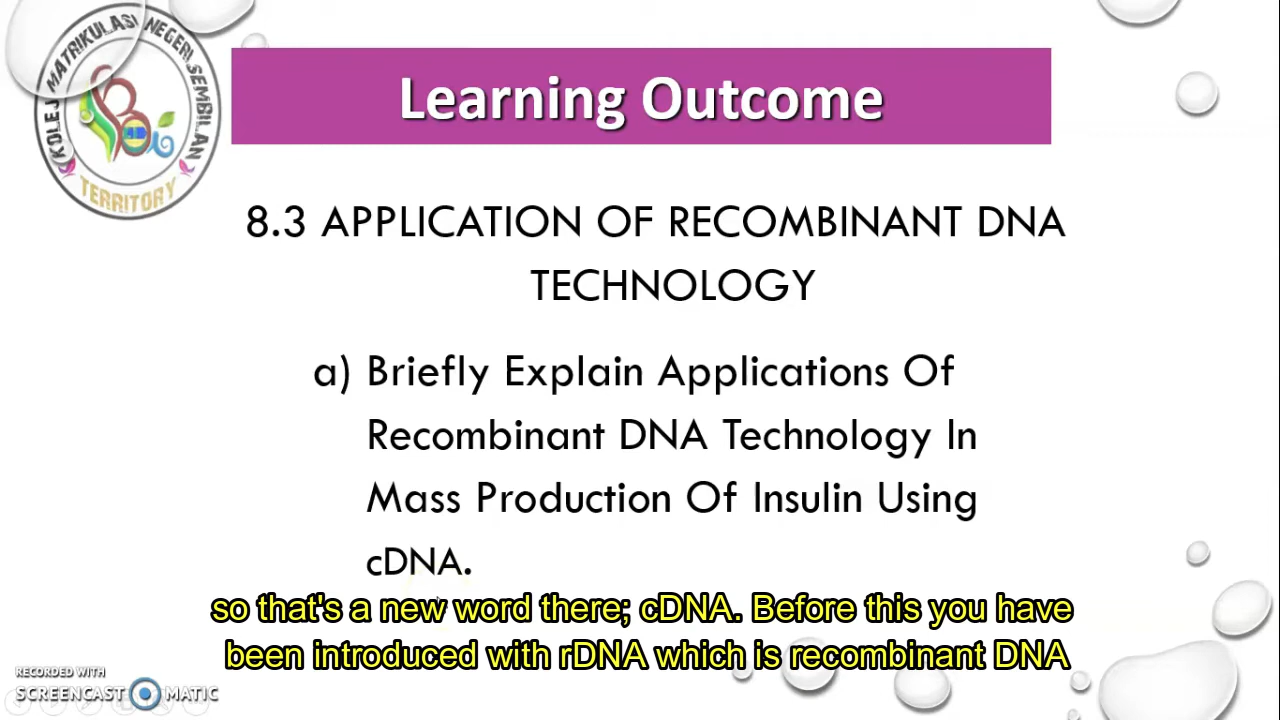 KOLEJ MATRIKULASI NEGERI SEMBILAN
TERRITORY
Learning Outcome
8.3 APPLICATION OF RECOMBINANT DNA
TECHNOLOGY
a) Briefly Explain Applications Of
Recombinant DNA Technology In
Mass Production Of Insulin Using
cDNA.
so that's a new word there; cDNA. Before this you have
been introduced with rDNA which is recombinant DNA
RECORDED WITH
SCREENCAST MATIC